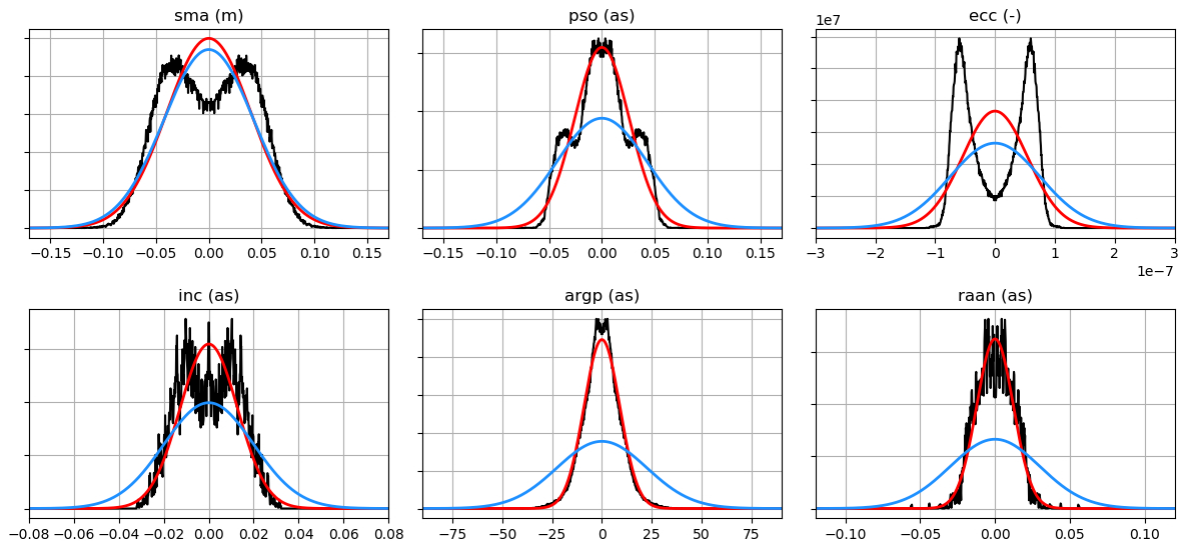 sma (m)
pso (as)
ecc (-)
1e7
−0.15 −0.10 −0.05 0.00 0.05 0.10 0.15
−0.15 −0.10 −0.05 0.00 0.05 0.10 0.15
−3 −2 −1 0 1 2 3
1e−7
inc (as)
argp (as)
raan (as)
−0.08 −0.06 −0.04 −0.02 0.00 0.02 0.04 0.06 0.08
−75 −50 −25 0 25 50 75
−0.10 −0.05 0.00 0.05 0.10